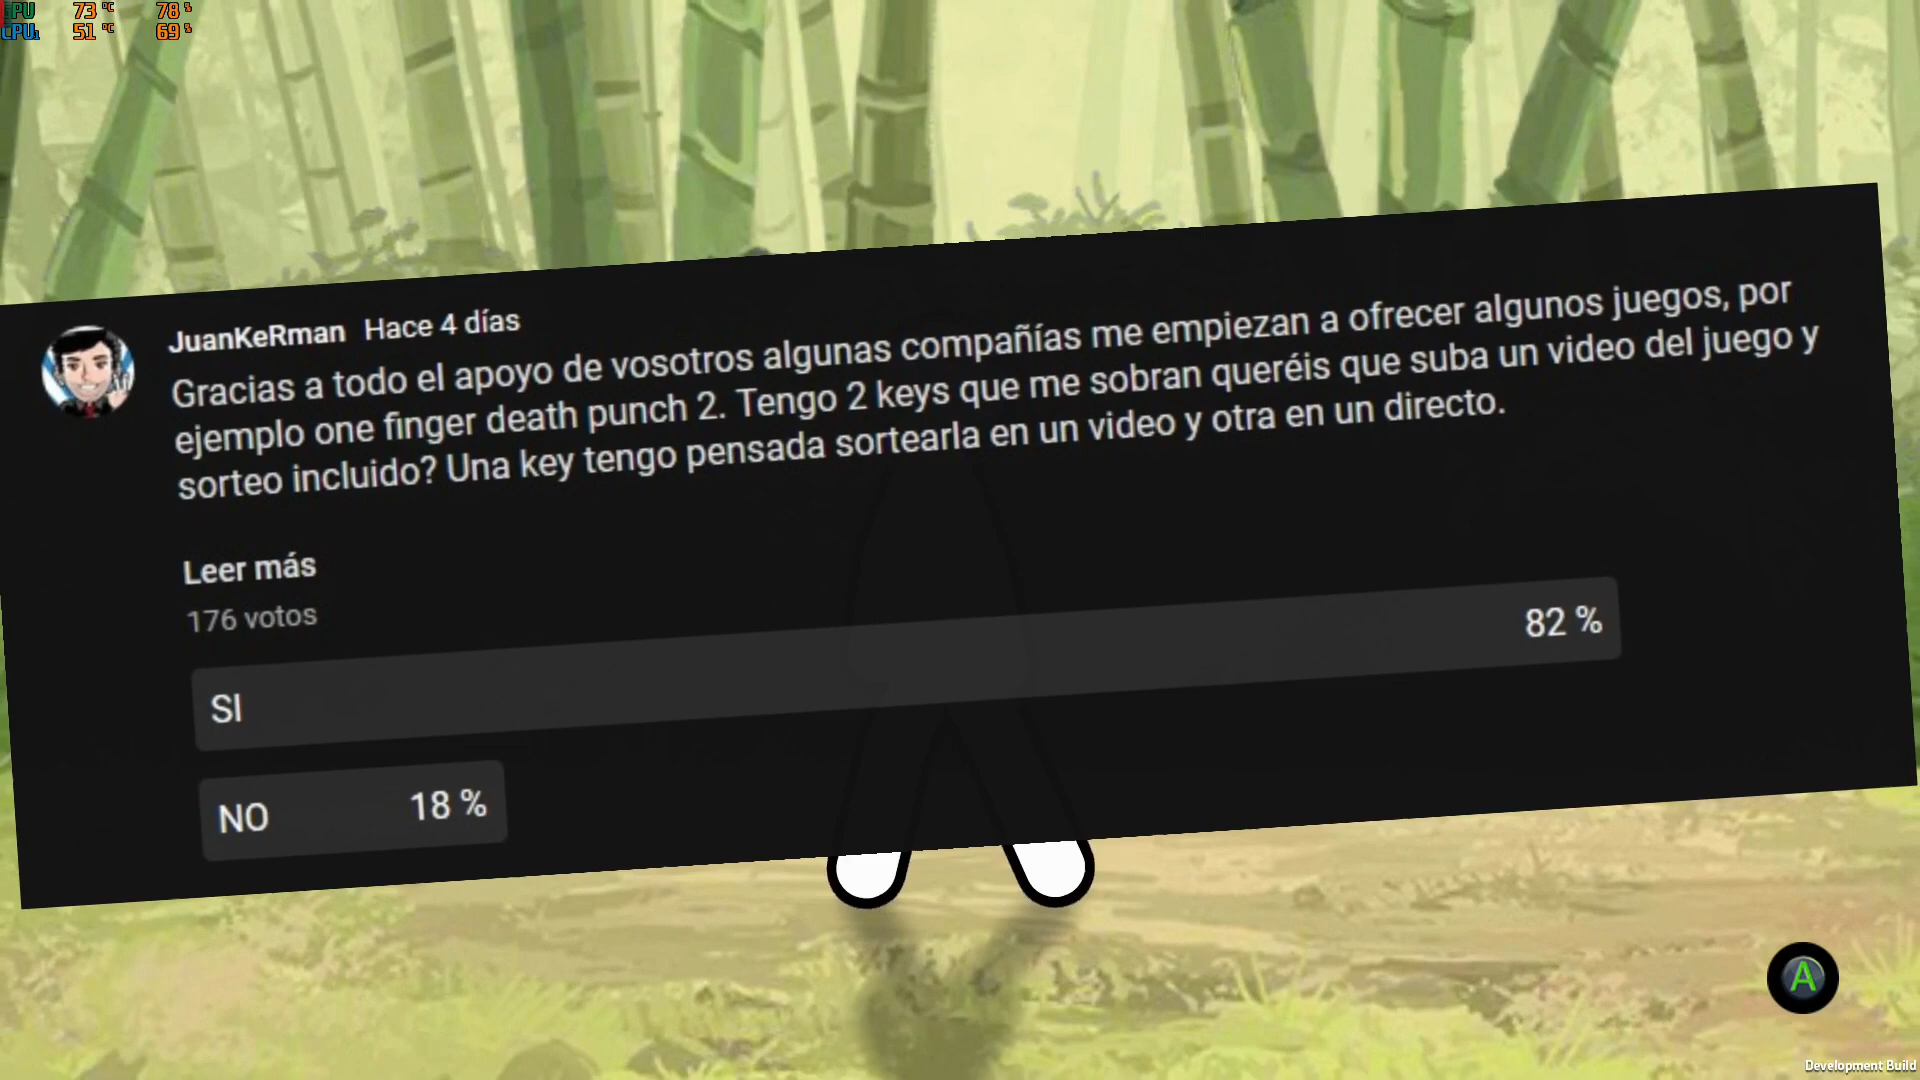 GPU 73 °C 78 %
CPU1 51 °C 69 %
JuanKeRman Hace 4 días
Gracias a todo el apoyo de vosotros algunas compañías me empiezan a ofrecer algunos juegos, por
ejemplo one finger death punch 2. Tengo 2 keys que me sobran queréis que suba un video del juego y
sorteo incluido? Una key tengo pensada sortearla en un video y otra en un directo.
Leer más
176 votos
SI 82 %
NO 18 %
A
Development Build